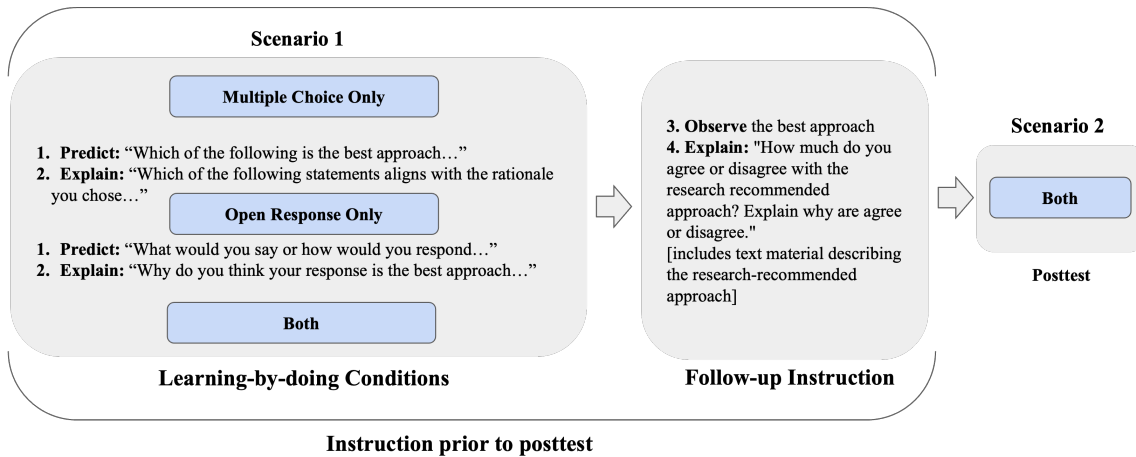 Scenario 1
Multiple Choice Only
1. Predict: “Which of the following is the best approach…”
2. Explain: “Which of the following statements aligns with the rationale
you chose…”
Open Response Only
1. Predict: “What would you say or how would you respond…”
2. Explain: “Why do you think your response is the best approach…”
Both
Learning-by-doing Conditions
3. Observe the best approach
4. Explain: "How much do you
agree or disagree with the
research recommended
approach? Explain why are agree
or disagree."
[includes text material describing
the research-recommended
approach]
Follow-up Instruction
Instruction prior to posttest
Scenario 2
Both
Posttest